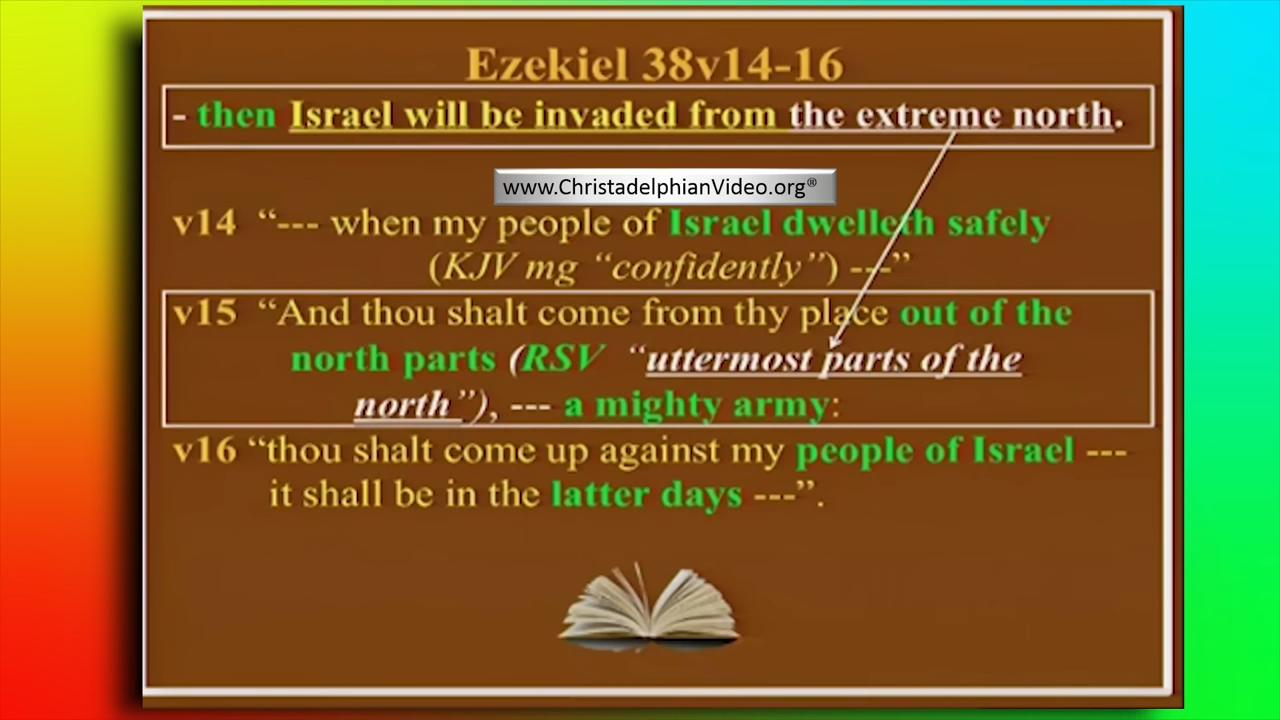 Ezekiel 38v14-16
- then Israel will be invaded from the extreme north.
www.ChristadelphianVideo.org®
v14 “--- when my people of Israel dwelleth safely
(KJV mg “confidently”) ---”
v15 “And thou shalt come from thy place out of the
north parts (RSV “uttermost parts of the
north”), --- a mighty army:
v16 “thou shalt come up against my people of Israel ---
it shall be in the latter days ---”.